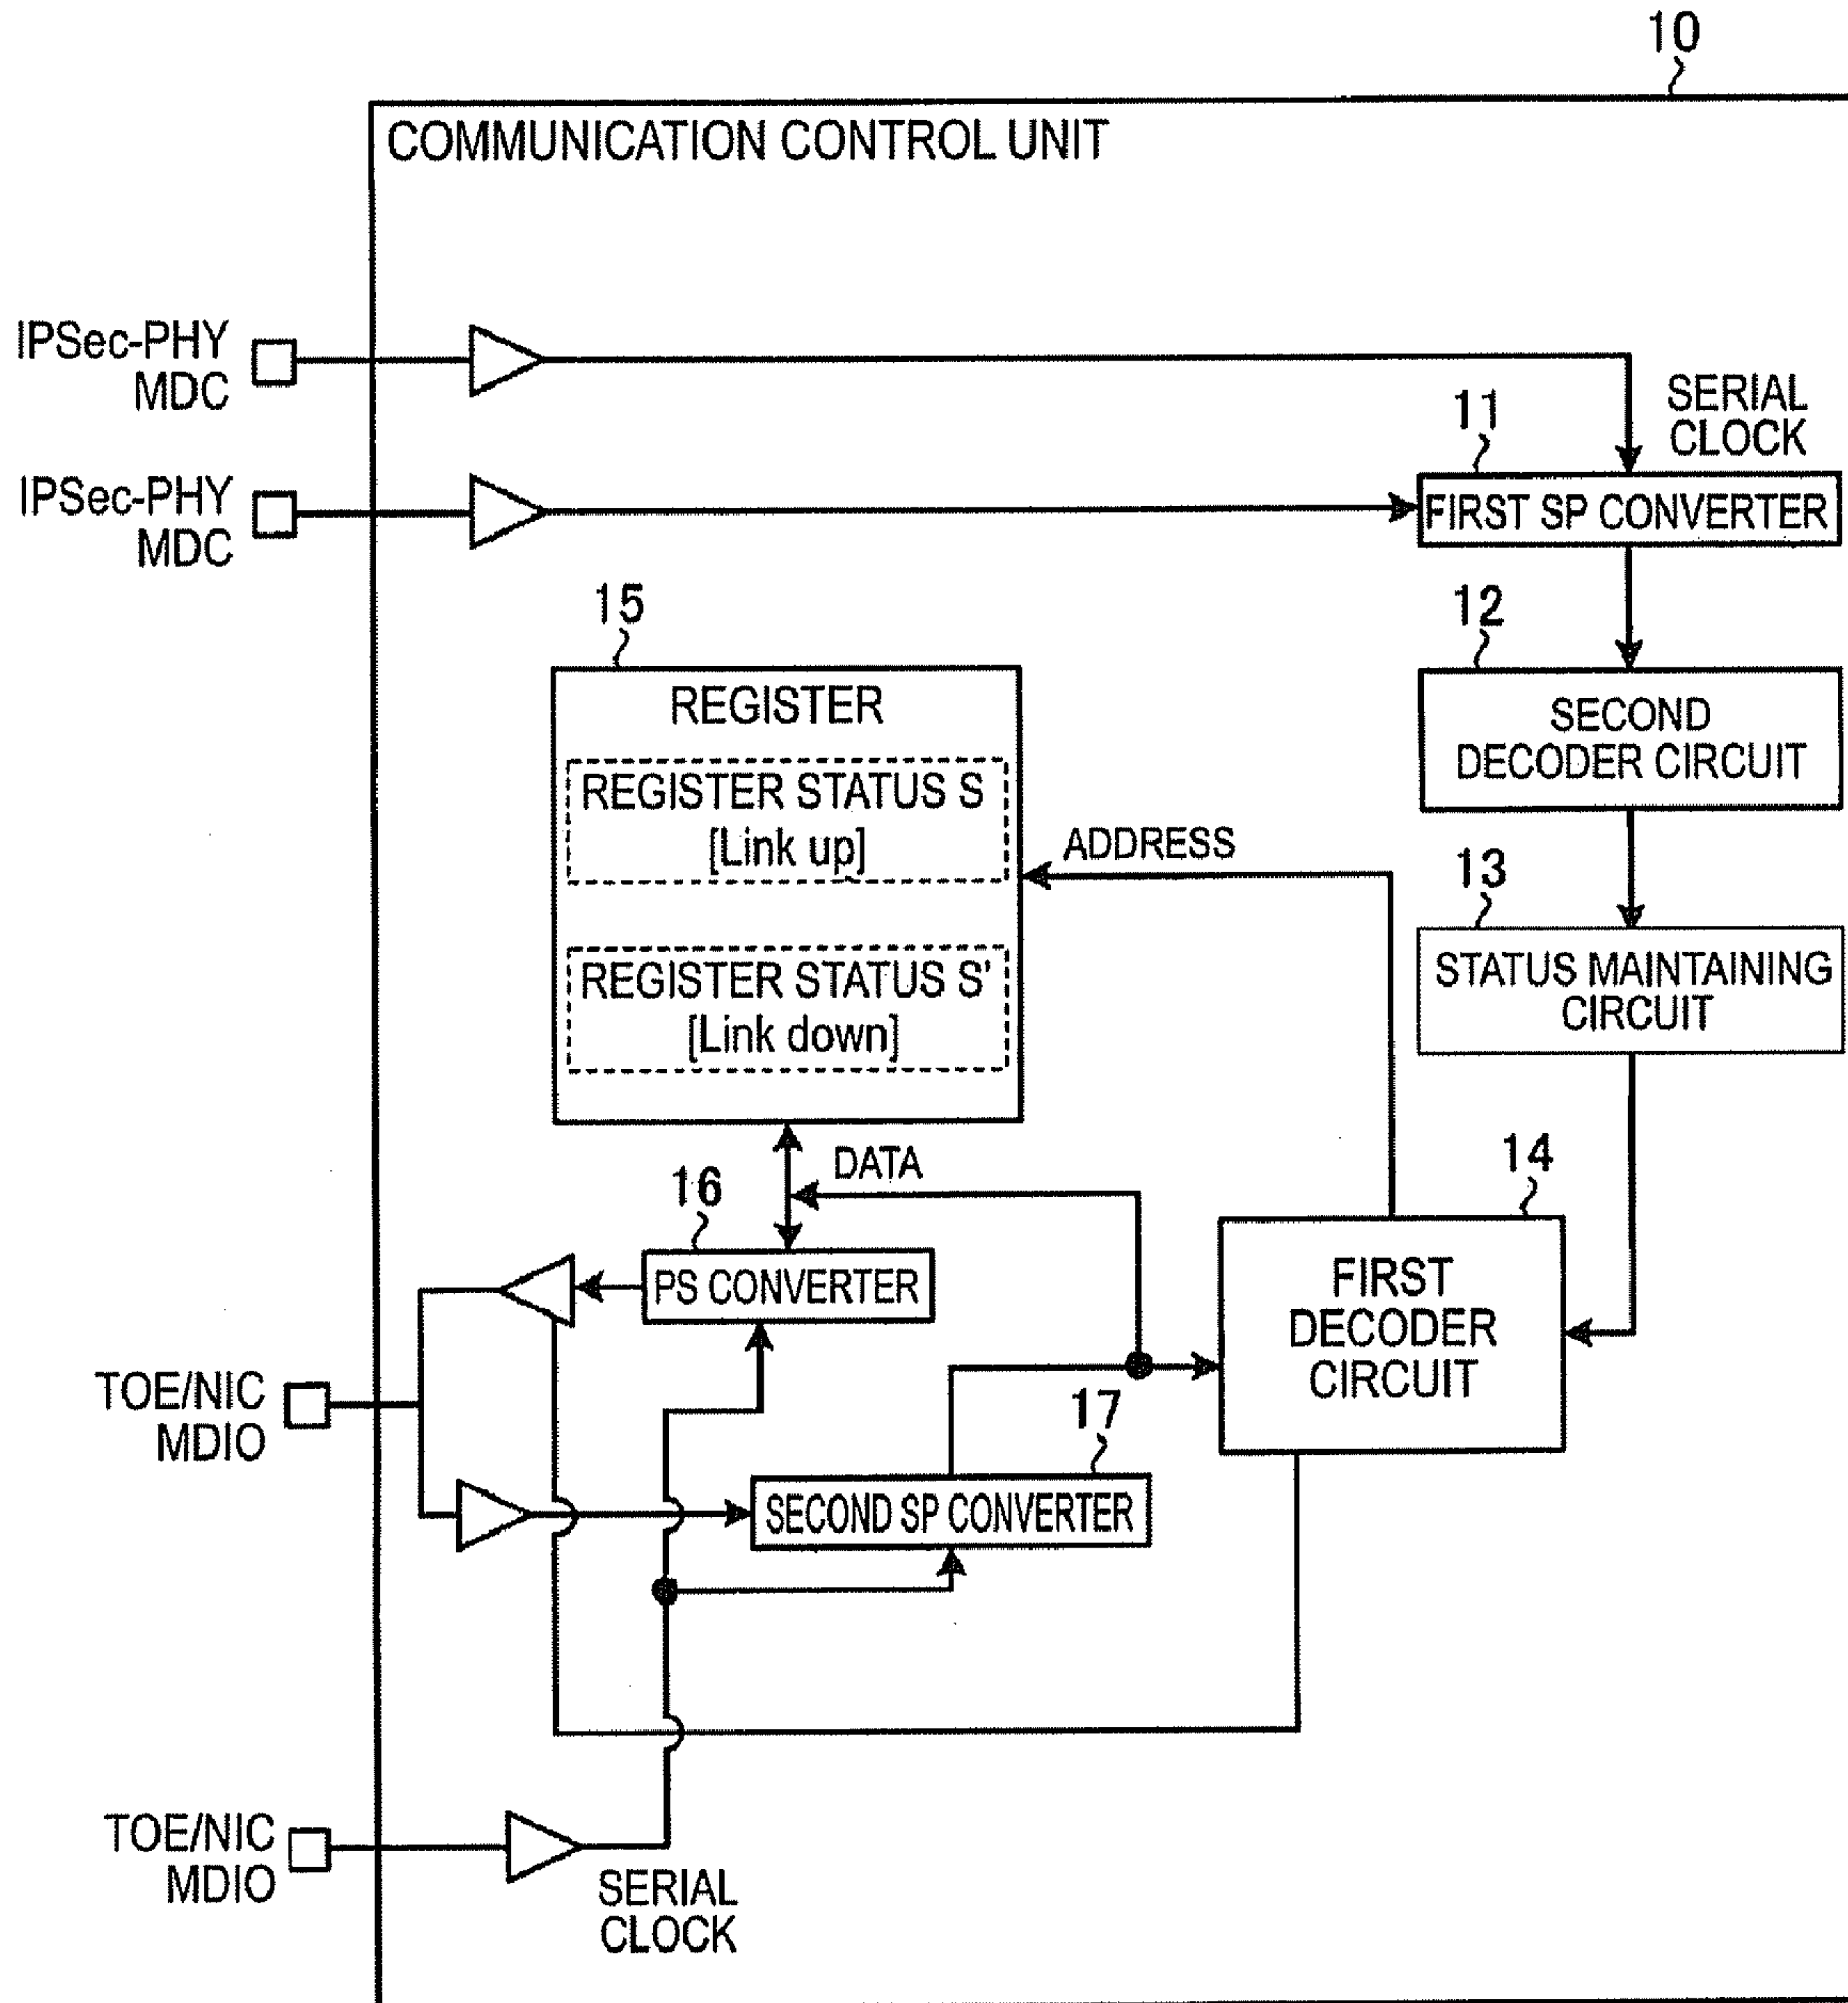 10
COMMUNICATION CONTROL UNIT
IPSec-PHY
MDC
SERIAL
CLOCK
11
IPSec-PHY
MDC
FIRST SP CONVERTER
15
12
REGISTER
SECOND
DECODER CIRCUIT
REGISTER STATUS S
[Link up]
ADDRESS
13
REGISTER STATUS S'
[Link down]
STATUS MAINTAINING
CIRCUIT
DATA
14
16
PS CONVERTER
FIRST
DECODER
CIRCUIT
TOE/NIC
MDIO
17
SECOND SP CONVERTER
TOE/NIC
MDIO
SERIAL
CLOCK